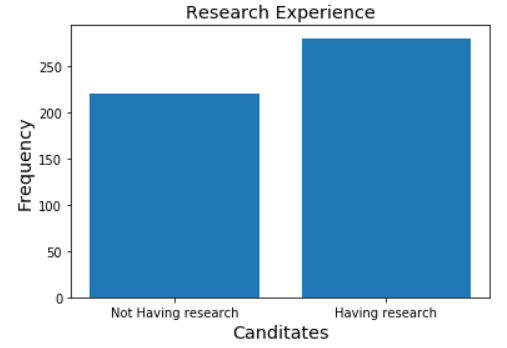 Research Experience
250
200
150
100
50
0
Frequency
Not Having research
Having research
Canditates